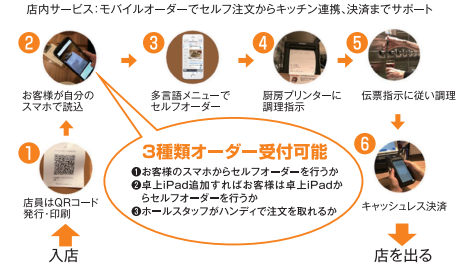 店内サービス：モバイルオーダーでセルフ注文からキッチン連携、決済までサポート
2
お客様が自分の
スマホで読込
3
多言語メニューで
セルフオーダー
4
厨房プリンターに
調理指示
5
伝票指示に従い調理
1
店員はQRコード
発行・印刷
入店
3種類オーダー受付可能
❶お客様のスマホからセルフオーダーを行うか
❷卓上iPad追加すればお客様は卓上iPadか
らセルフオーダーを行うか
❸ホールスタッフがハンディで注文を取れるか
6
キャッシュレス決済
店を出る